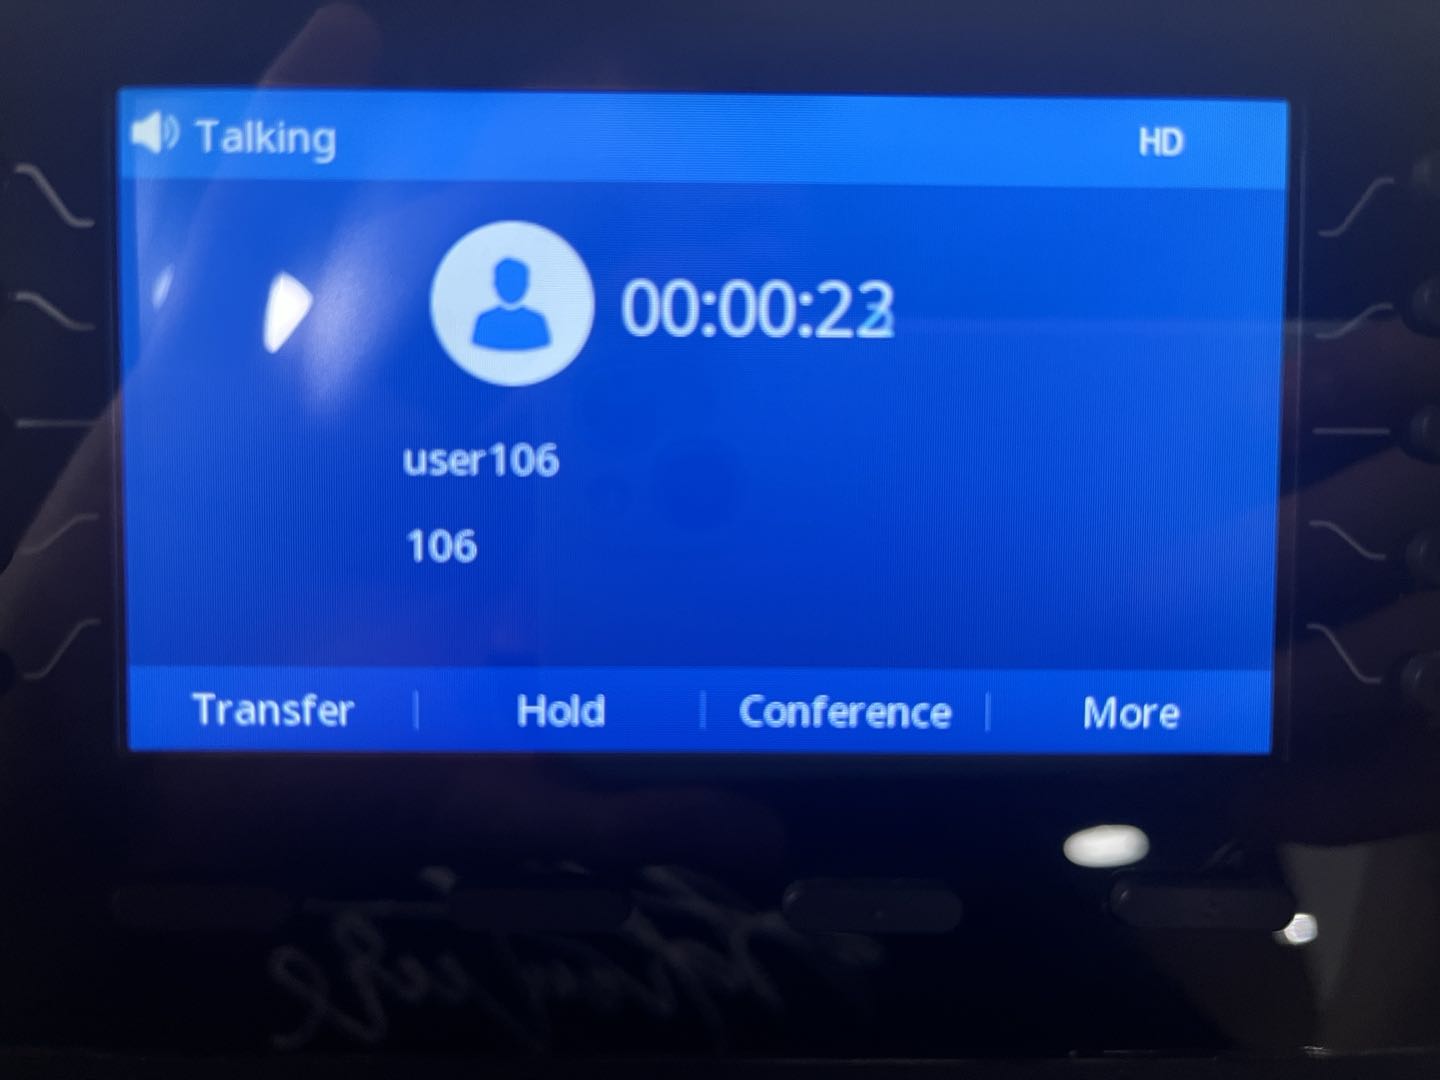 Talking
HD
00:00:23
user106
106
Transfer
Hold
Conference
More